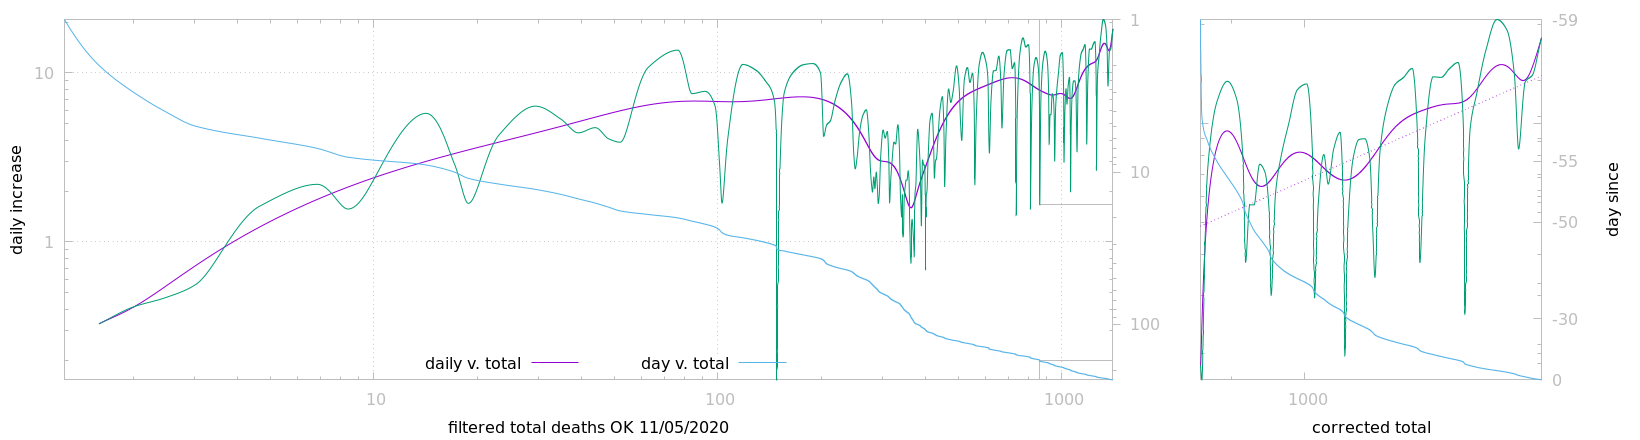 daily increase
10
1
10
100
1000
1
10
100
daily v. total
day v. total
filtered total deaths OK 11/05/2020
1000
-59
-55
-50
-30
0
day since
corrected total